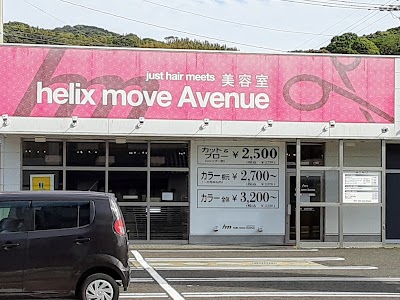 just hair meets 美容室
helix move Avenue
カット&
ブロー ¥2,500
カラー ¥2,700~
カラー ¥3,200~
hm